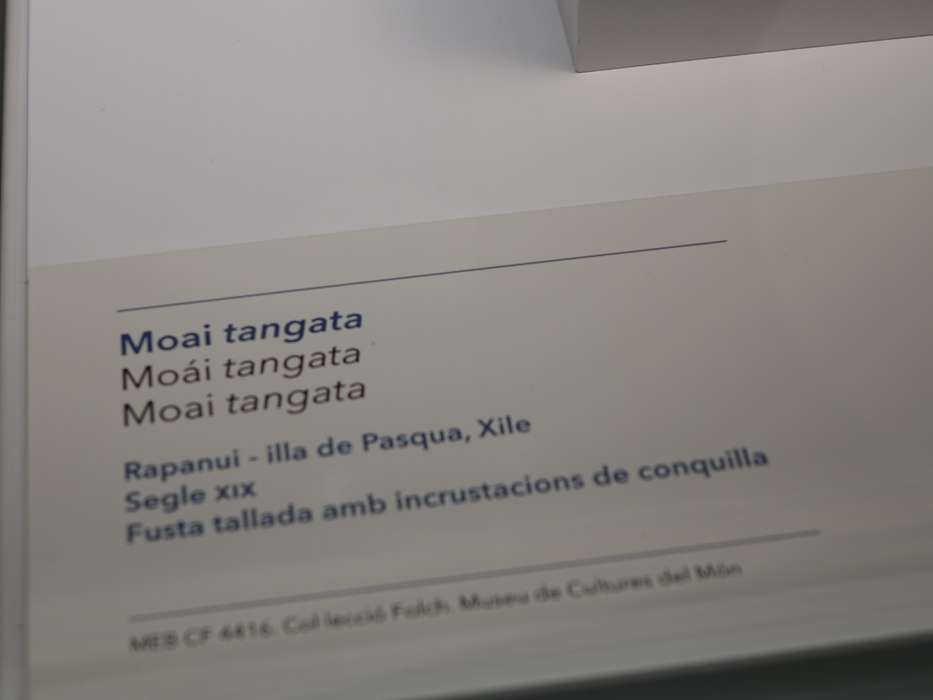 Moai tangata
Moái tangata
Moai tangata
Rapanui - illa de Pasqua, Xile
Segle XIX
Fusta tallada amb incrustacions de conquilla
MEB CF 4416. Col·lecció Folch. Museu de Cultures del Món